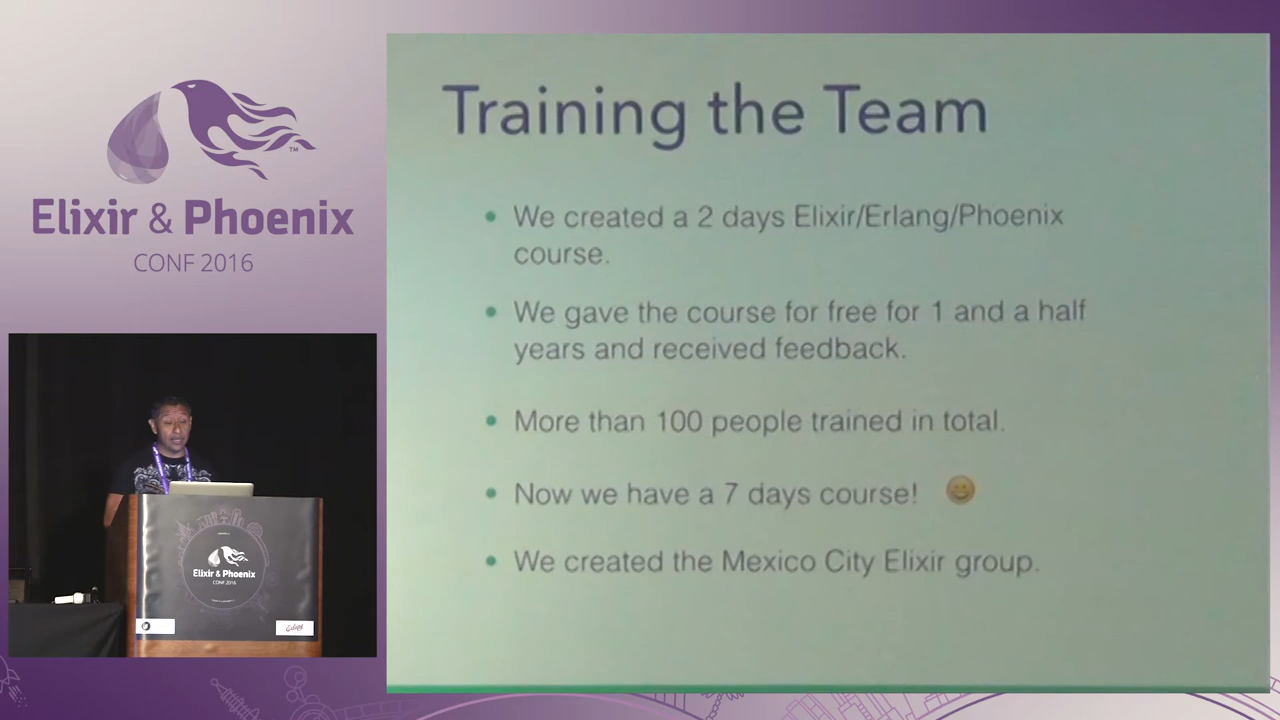 Elixir & Phoenix
TM
CONF 2016
Training the Team
• We created a 2 days Elixir/Erlang/Phoenix
course.
• We gave the course for free for 1 and a half
years and received feedback.
• More than 100 people trained in total.
• Now we have a 7 days course! 😀
• We created the Mexico City Elixir group.
Elixir & Phoenix
CONF 2016